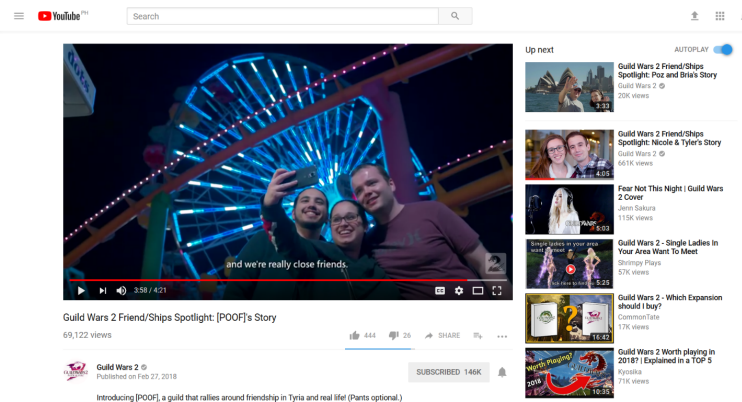 YouTube
Search
and we're really close friends.
2
3:58 / 4:21
CC
Guild Wars 2 Friend/Ships Spotlight: [POOF]'s Story
69,122 views
444
26
SHARE
Guild Wars 2
Published on Feb 27, 2018
SUBSCRIBED 146K
Introducing [POOF], a guild that rallies around friendship in Tyria and real life! (Pants optional.)
Up next
AUTOPLAY
3:33
Guild Wars 2 Friend/Ships
Spotlight: Poz and Bria's Story
Guild Wars 2
20K views
4:05
Guild Wars 2 Friend/Ships
Spotlight: Nicole & Tyler's Story
Guild Wars 2
661K views
5:03
Fear Not This Night | Guild Wars
2 Cover
Jenn Sakura
115K views
Single ladies in your area
5:25
Guild Wars 2 - Single Ladies In
Your Area Want To Meet
Shrimpy Plays
57K views
?
16:42
Guild Wars 2 - Which Expansion
should I buy?
CommonTate
17K views
Worth Playing?
2018
10:35
Guild Wars 2 Worth playing in
2018? | Explained in a TOP 5
Kyosika
71K views